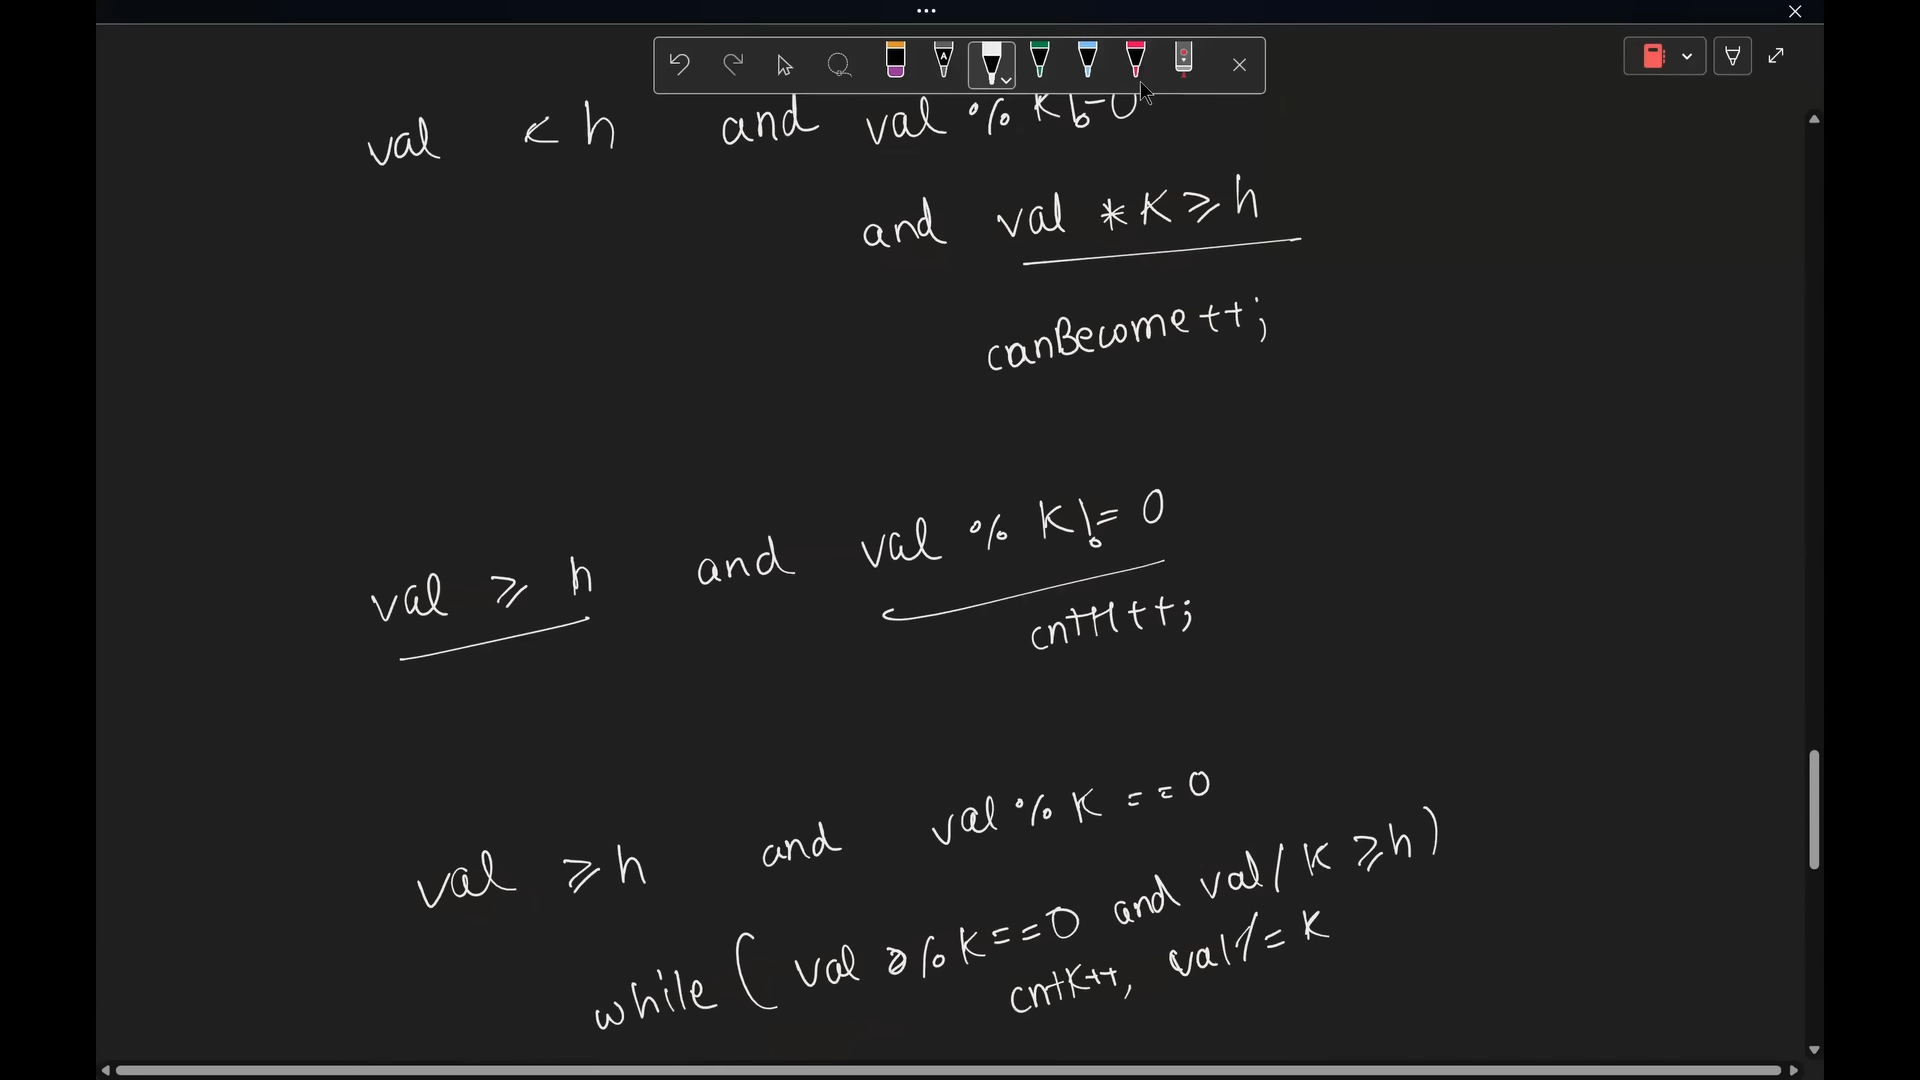 val < h and val % K != 0
and val * K ≥ h
canBecome++;
val ≥ h and val % K != 0
cntH++;
val ≥ h and val % K == 0
while ( val % K == 0 and val / K ≥ h )
cntK++, val /= K